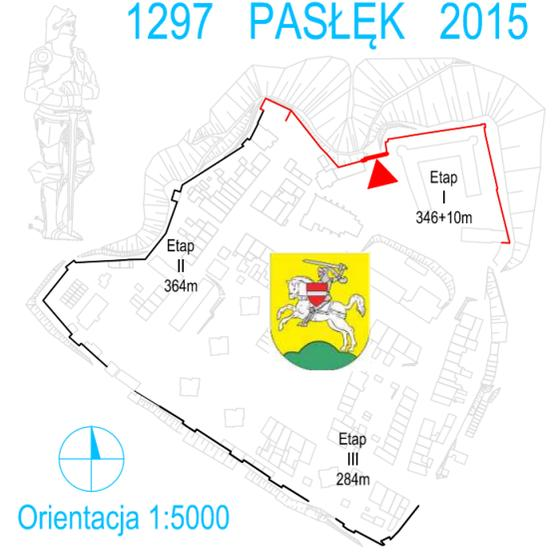 1297 PASŁĘK 2015
Etap
I
346+10m
Etap
II
364m
Etap
III
284m
Orientacja 1:5000